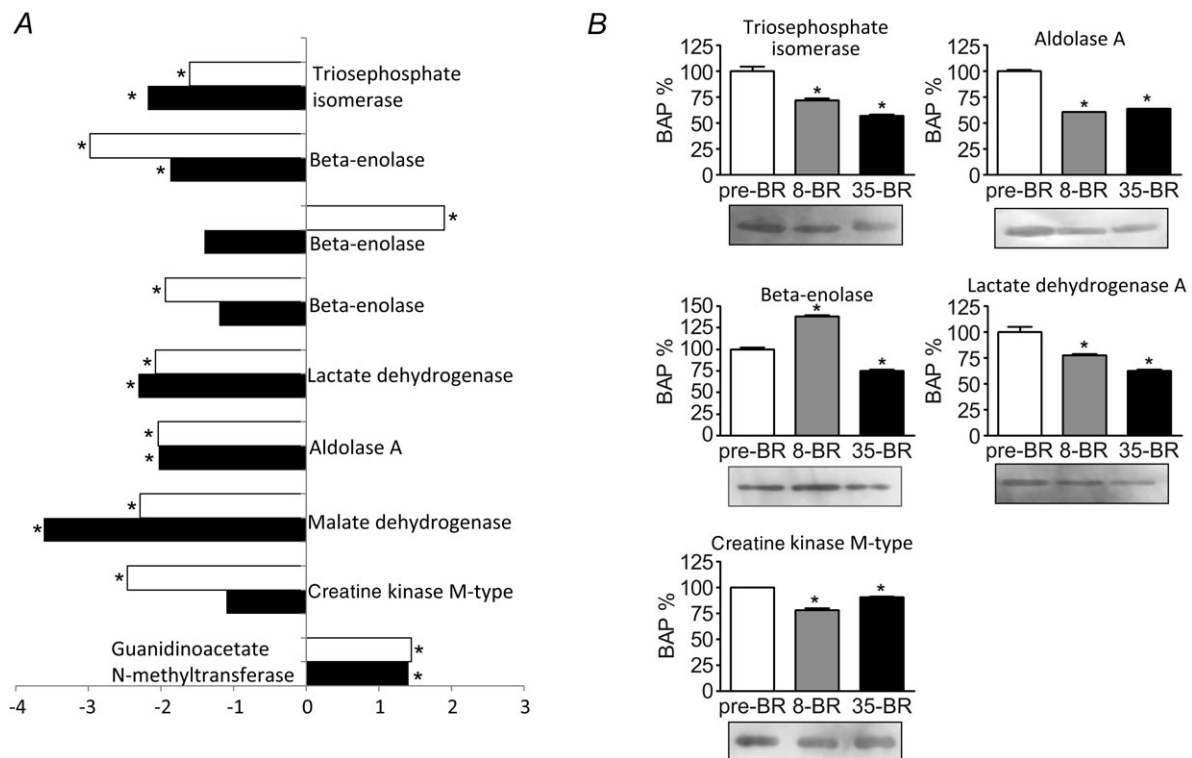 A
*
Triosephosphate
*
isomerase
*
Beta-enolase
*
*
Beta-enolase
*
Beta-enolase
*
Lactate dehydrogenase
*
*
Aldolase A
*
*
Malate dehydrogenase
*
*
Creatine kinase M-type
Guanidinoacetate
*
N-methyltransferase
*
-4 -3 -2 -1 0 1 2 3
B
Triosephosphate
isomerase
BAP %
125
100
75
50
25
0
*
*
pre-BR 8-BR 35-BR
Aldolase A
BAP %
125
100
75
50
25
0
*
*
pre-BR 8-BR 35-BR
Beta-enolase
BAP %
150
125
100
75
50
25
0
*
*
pre-BR 8-BR 35-BR
Lactate dehydrogenase A
BAP %
125
100
75
50
25
0
*
*
pre-BR 8-BR 35-BR
Creatine kinase M-type
BAP %
125
100
75
50
25
0
*
*
pre-BR 8-BR 35-BR